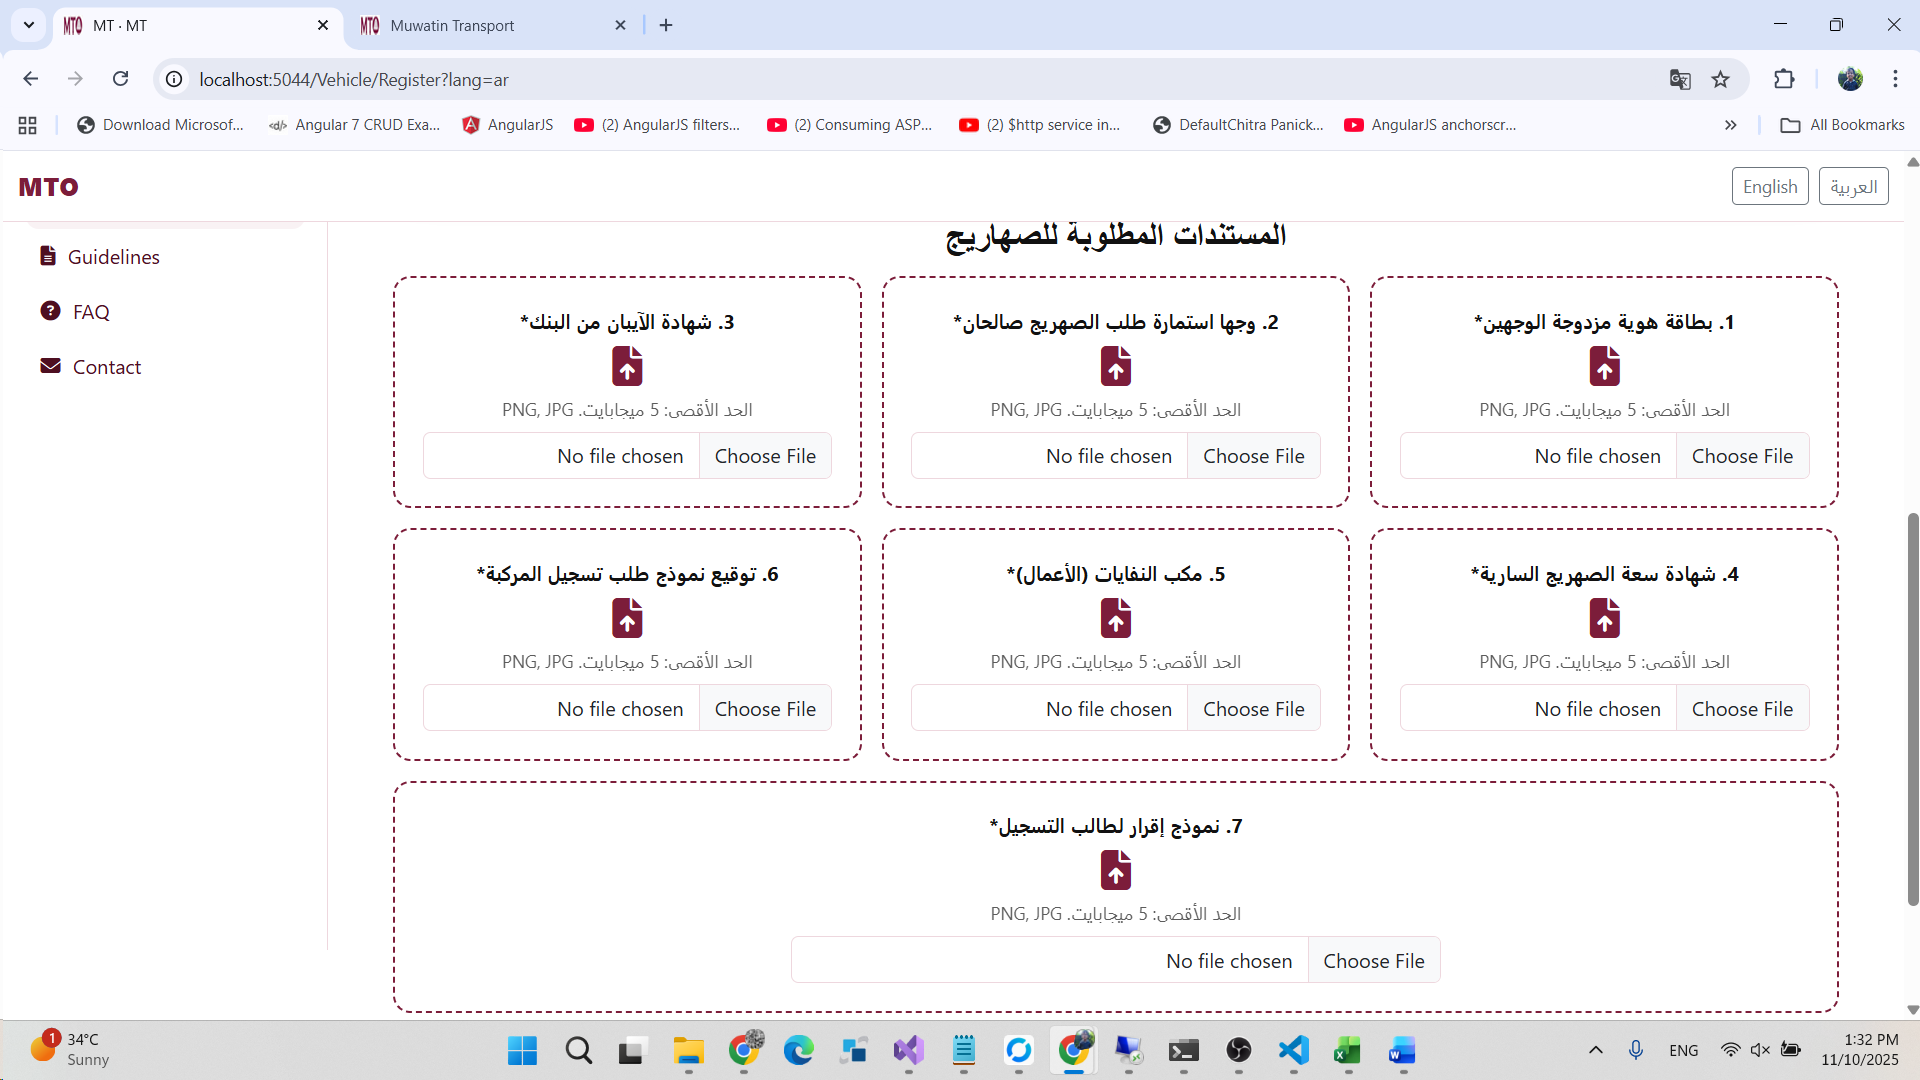 MT · MT
Muwatin Transport
localhost:5044/Vehicle/Register?lang=ar
Download Microsof...
Angular 7 CRUD Exa...
AngularJS
(2) AngularJS filters...
(2) Consuming ASP...
(2) $http service in...
DefaultChitra Panick...
AngularJS anchorscr...
All Bookmarks
MTO
English
العربية
Guidelines
FAQ
Contact
المستندات المطلوبة للصهاريج
1. بطاقة هوية مزدوجة الوجهين*
الحد الأقصى: 5 ميجابايت. PNG, JPG
Choose File No file chosen
2. وجها استمارة طلب الصهريج صالحان*
الحد الأقصى: 5 ميجابايت. PNG, JPG
Choose File No file chosen
3. شهادة الآيبان من البنك*
الحد الأقصى: 5 ميجابايت. PNG, JPG
Choose File No file chosen
4. شهادة سعة الصهريج السارية*
الحد الأقصى: 5 ميجابايت. PNG, JPG
Choose File No file chosen
5. مكب النفايات (الأعمال)*
الحد الأقصى: 5 ميجابايت. PNG, JPG
Choose File No file chosen
6. توقيع نموذج طلب تسجيل المركبة*
الحد الأقصى: 5 ميجابايت. PNG, JPG
Choose File No file chosen
7. نموذج إقرار لطالب التسجيل*
الحد الأقصى: 5 ميجابايت. PNG, JPG
Choose File No file chosen
1
34°C
Sunny
ENG
1:32 PM
11/10/2025